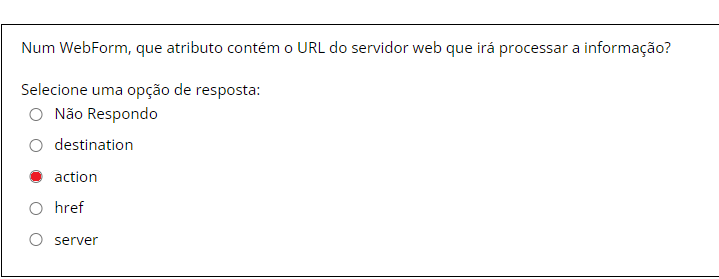 Num WebForm, que atributo contém o URL do servidor web que irá processar a informação?
Selecione uma opção de resposta:
Não Respondo
destination
action
href
server